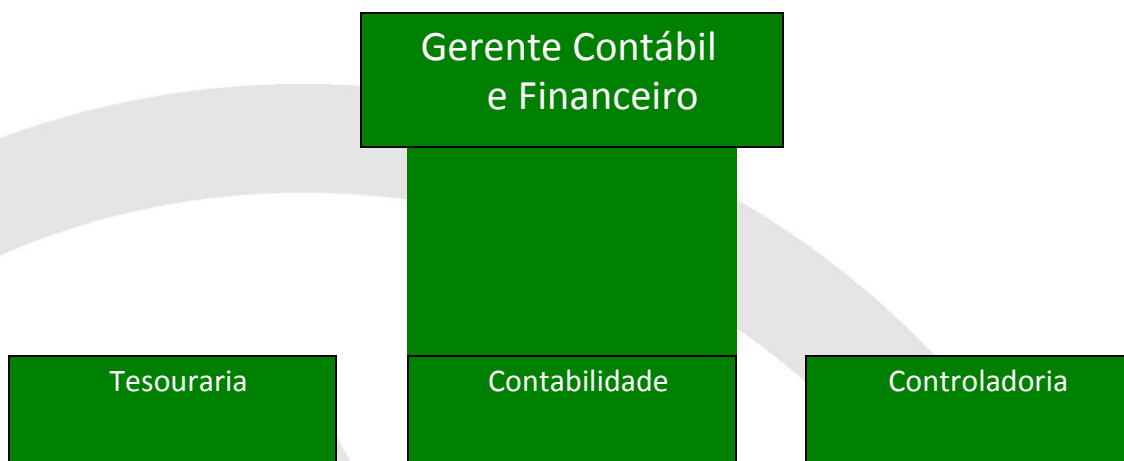 Gerente Contábil
e Financeiro
Tesouraria
Contabilidade
Controladoria